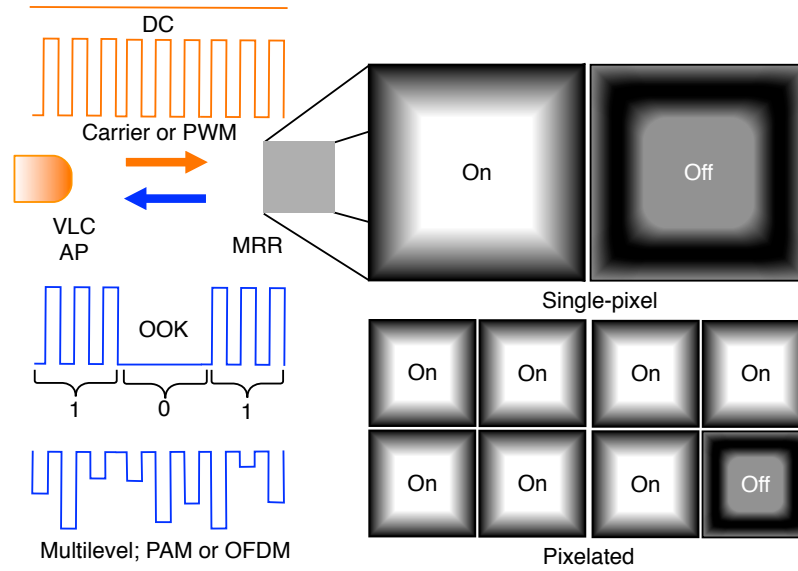 DC
Carrier or PWM
VLC
AP
MRR
On
Off
Single-pixel
OOK
1
0
1
On
On
On
On
On
On
On
Off
Multilevel; PAM or OFDM
Pixelated